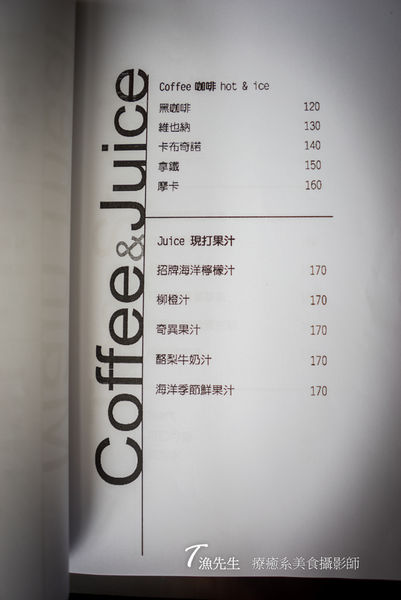 Coffee&Juice
Coffee 咖啡 hot & ice
黑咖啡 120
維也納 130
卡布奇諾 140
拿鐵 150
摩卡 160
Juice 現打果汁
招牌海洋檸檬汁 170
柳橙汁 170
奇異果汁 170
酪梨牛奶汁 170
海洋季節鮮果汁 170
T漁先生 療癒系美食攝影師